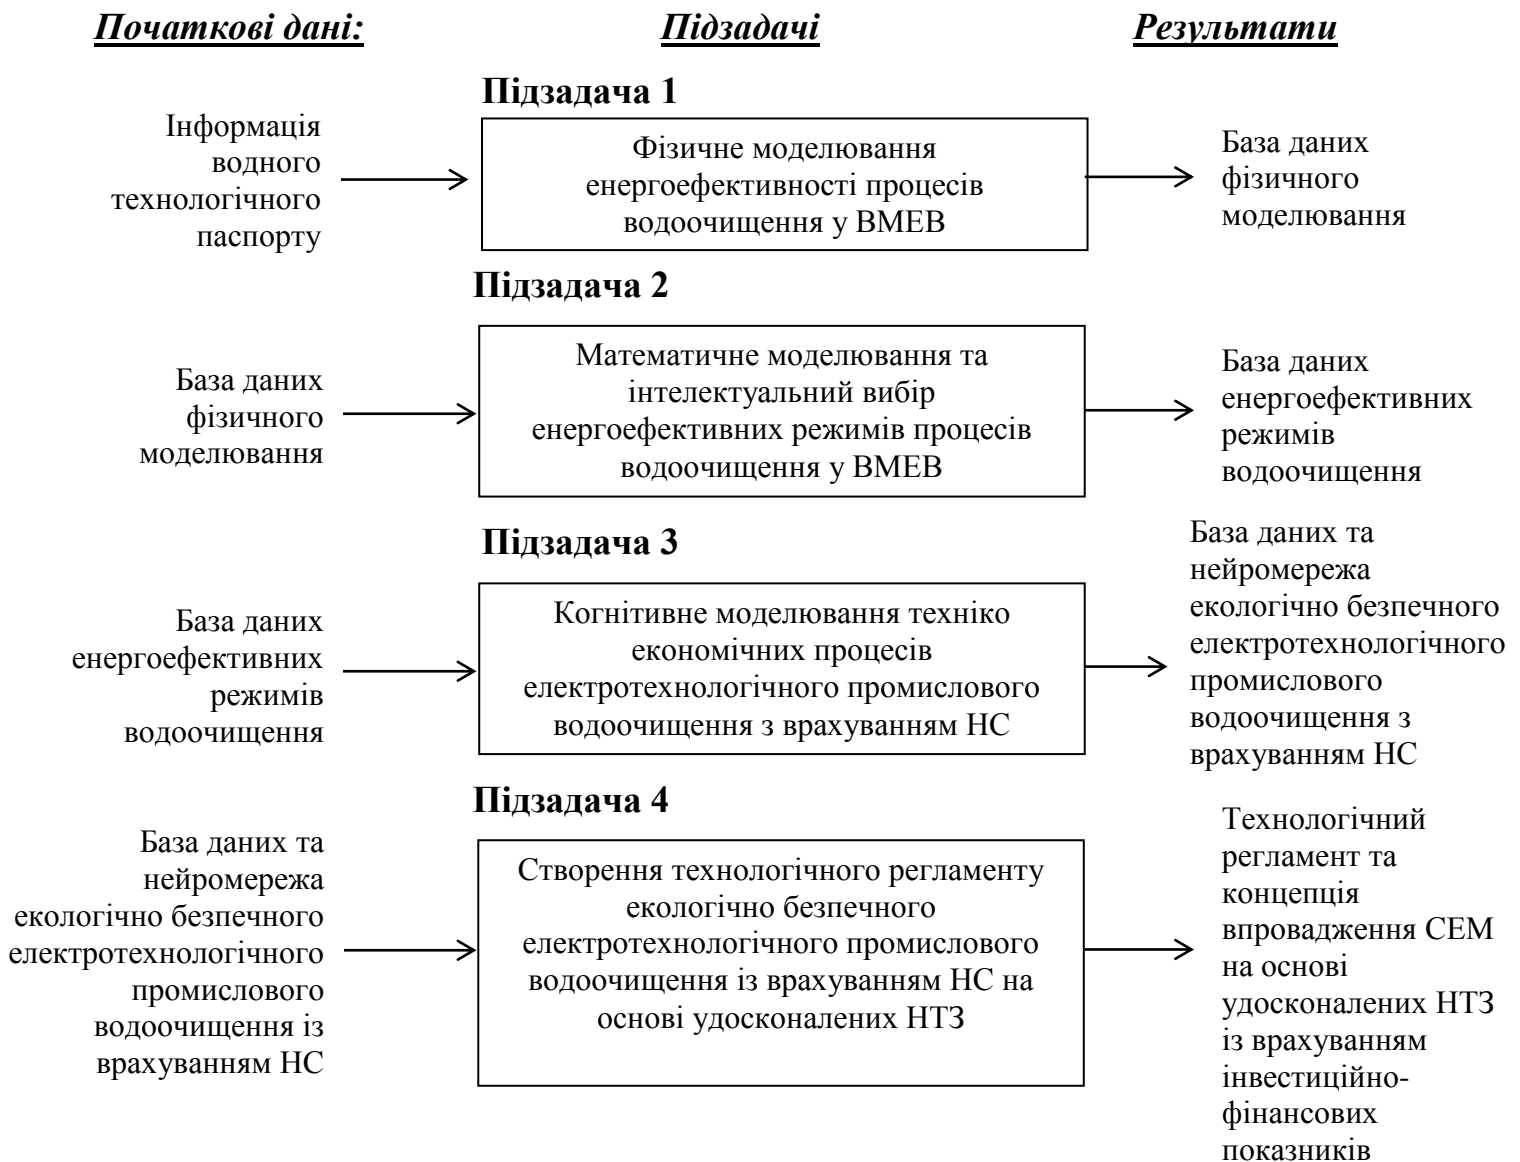 Початкові дані:
Підзадачі
Результати
Підзадача 1
Інформація
водного
технологічного
паспорту
Фізичне моделювання
енергоефективності процесів
водоочищення у ВМЕВ
База даних
фізичного
моделювання
Підзадача 2
База даних
фізичного
моделювання
Математичне моделювання та
інтелектуальний вибір
енергоефективних режимів процесів
водоочищення у ВМЕВ
База даних
енергоефективних
режимів
водоочищення
Підзадача 3
База даних
енергоефективних
режимів
водоочищення
Когнітивне моделювання техніко
економічних процесів
електротехнологічного промислового
водоочищення з врахуванням НС
База даних та
нейромережа
екологічно безпечного
електротехнологічного
промислового
водоочищення з
врахуванням НС
Підзадача 4
База даних та
нейромережа
екологічно безпечного
електротехнологічного
промислового
водоочищення із
врахуванням НС
Створення технологічного регламенту
екологічно безпечного
електротехнологічного промислового
водоочищення із врахуванням НС на
основі удосконалених НТЗ
Технологічний
регламент та
концепція
впровадження СЕМ
на основі
удосконалених НТЗ
із врахуванням
інвестиційно-
фінансових
показників